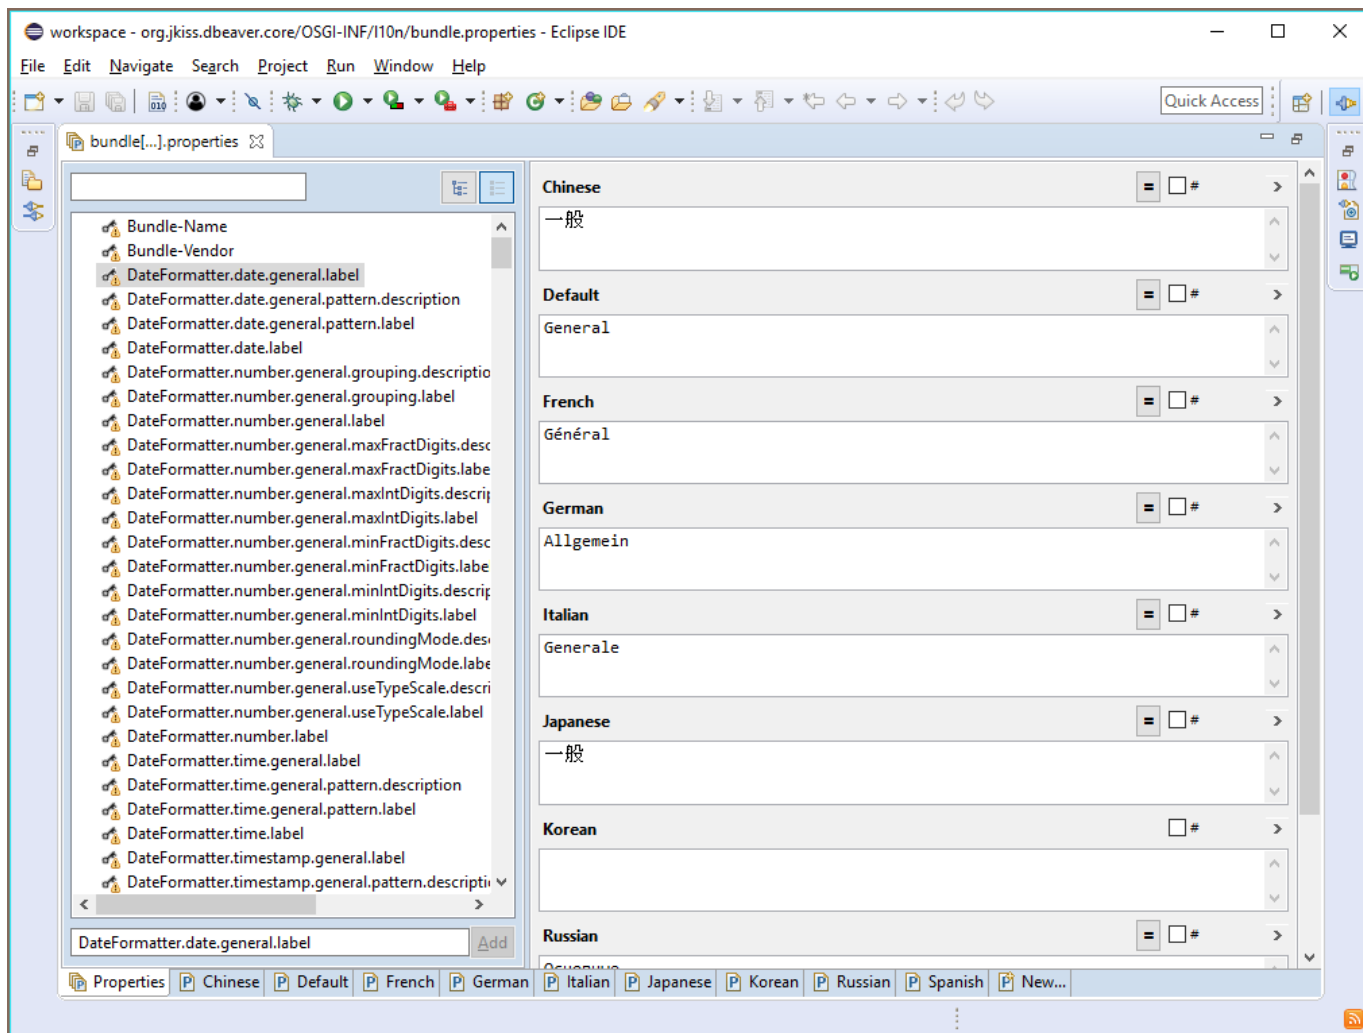 workspace - org.jkiss.dbeaver.core/OSGI-INF/l10n/bundle.properties - Eclipse IDE
File Edit Navigate Search Project Run Window Help
010
Quick Access
bundle[...].properties
Bundle-Name
Bundle-Vendor
DateFormatter.date.general.label
DateFormatter.date.general.pattern.description
DateFormatter.date.general.pattern.label
DateFormatter.date.label
DateFormatter.number.general.grouping.descriptio
DateFormatter.number.general.grouping.label
DateFormatter.number.general.label
DateFormatter.number.general.maxFractDigits.desc
DateFormatter.number.general.maxFractDigits.labe
DateFormatter.number.general.maxIntDigits.descrip
DateFormatter.number.general.maxIntDigits.label
DateFormatter.number.general.minFractDigits.desc
DateFormatter.number.general.minFractDigits.labe
DateFormatter.number.general.minIntDigits.descrip
DateFormatter.number.general.minIntDigits.label
DateFormatter.number.general.roundingMode.des
DateFormatter.number.general.roundingMode.labe
DateFormatter.number.general.useTypeScale.descri
DateFormatter.number.general.useTypeScale.label
DateFormatter.number.label
DateFormatter.time.general.label
DateFormatter.time.general.pattern.description
DateFormatter.time.general.pattern.label
DateFormatter.time.label
DateFormatter.timestamp.general.label
DateFormatter.timestamp.general.pattern.descripti
DateFormatter.date.general.label Add
Chinese = #
一般
Default = #
General
French = #
Général
German = #
Allgemein
Italian = #
Generale
Japanese = #
一般
Korean #
Russian = #
Properties Chinese Default French German Italian Japanese Korean Russian Spanish New...